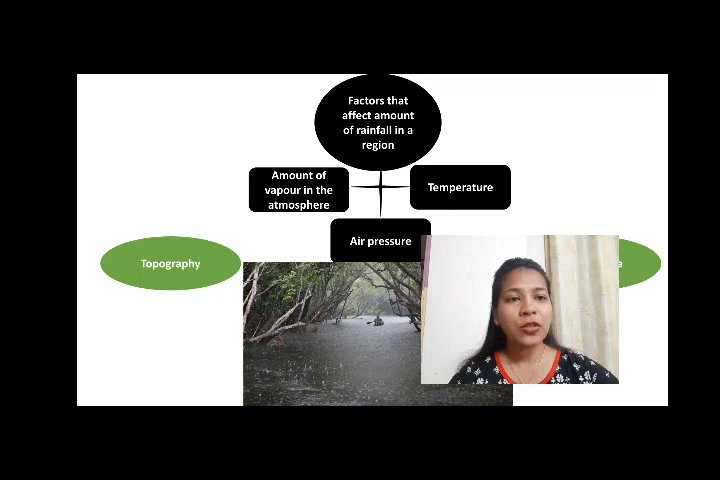 Factors that
affect amount
of rainfall in a
region
Amount of
vapour in the
atmosphere
Temperature
Air pressure
Topography